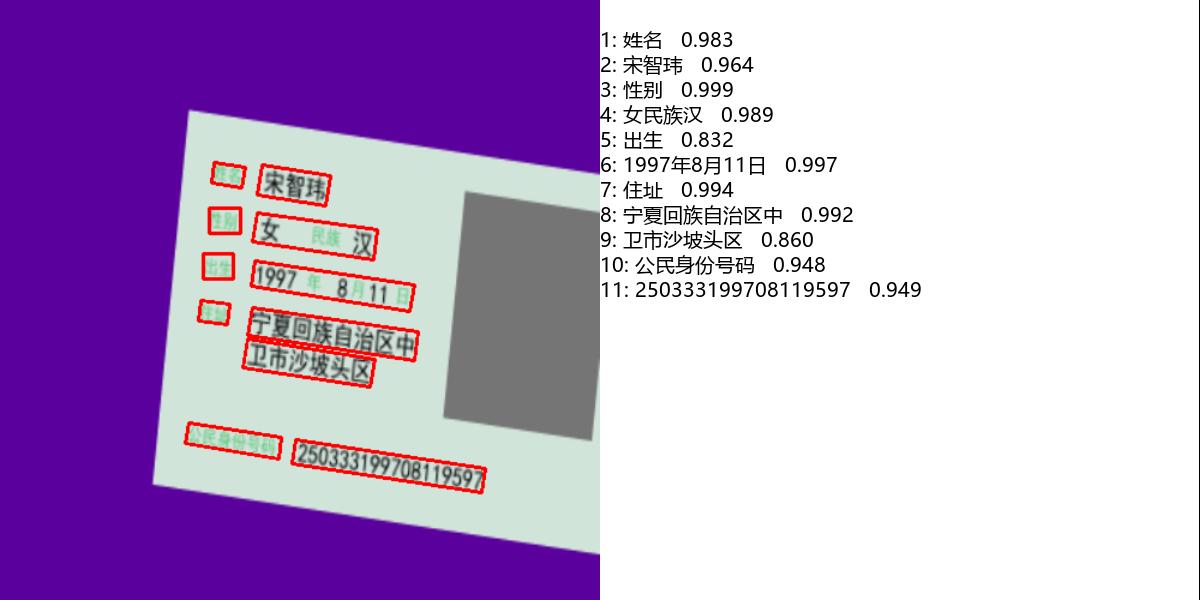 姓名 宋智玮
性别 女 民族 汉
出生 1997 年 8 月 11 日
住址 宁夏回族自治区中
卫市沙坡头区
公民身份号码 250333199708119597
1: 姓名 0.983
2: 宋智玮 0.964
3: 性别 0.999
4: 女民族汉 0.989
5: 出生 0.832
6: 1997年8月11日 0.997
7: 住址 0.994
8: 宁夏回族自治区中 0.992
9: 卫市沙坡头区 0.860
10: 公民身份号码 0.948
11: 250333199708119597 0.949